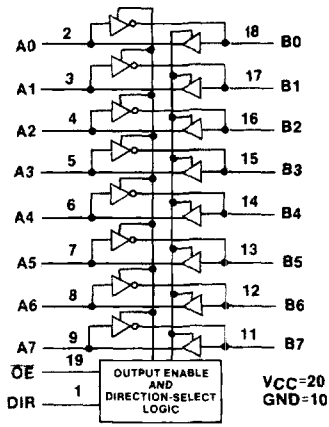 A0 2 18 B0
A1 3 17 B1
A2 4 16 B2
A3 5 15 B3
A4 6 14 B4
A5 7 13 B5
A6 8 12 B6
A7 9 11 B7
OE 19
DIR 1
OUTPUT ENABLE
AND
DIRECTION-SELECT
LOGIC
VCC=20
GND=10